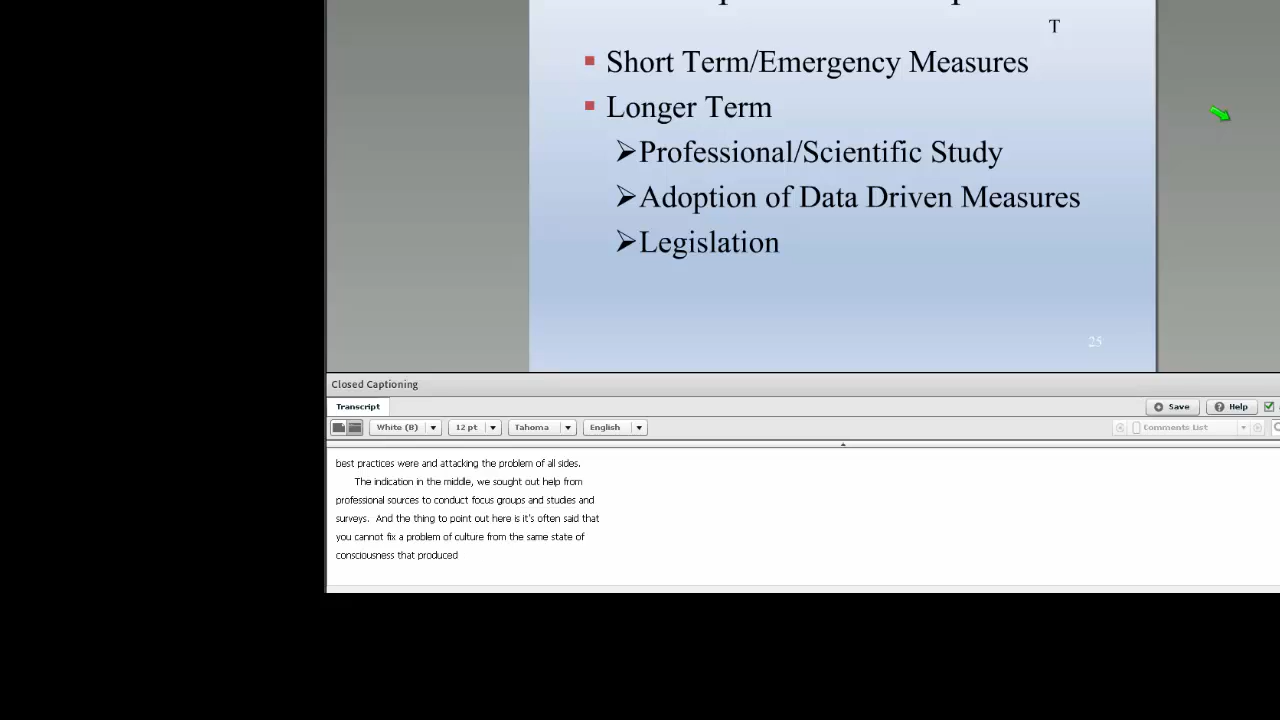 T
Short Term/Emergency Measures
Longer Term
Professional/Scientific Study
Adoption of Data Driven Measures
Legislation
25
Closed Captioning
Transcript
Save Help
White (8) 12 pt Tahoma English Comments List
best practices were and attacking the problem of all sides.
The indication in the middle, we sought out help from
professional sources to conduct focus groups and studies and
surveys. And the thing to point out here is it's often said that
you cannot fix a problem of culture from the same state of
consciousness that produced